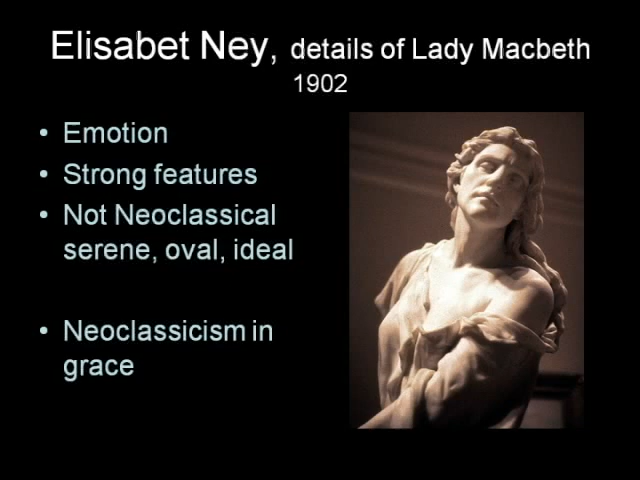 Elisabet Ney, details of Lady Macbeth
1902
• Emotion
• Strong features
• Not Neoclassical
serene, oval, ideal
• Neoclassicism in
grace